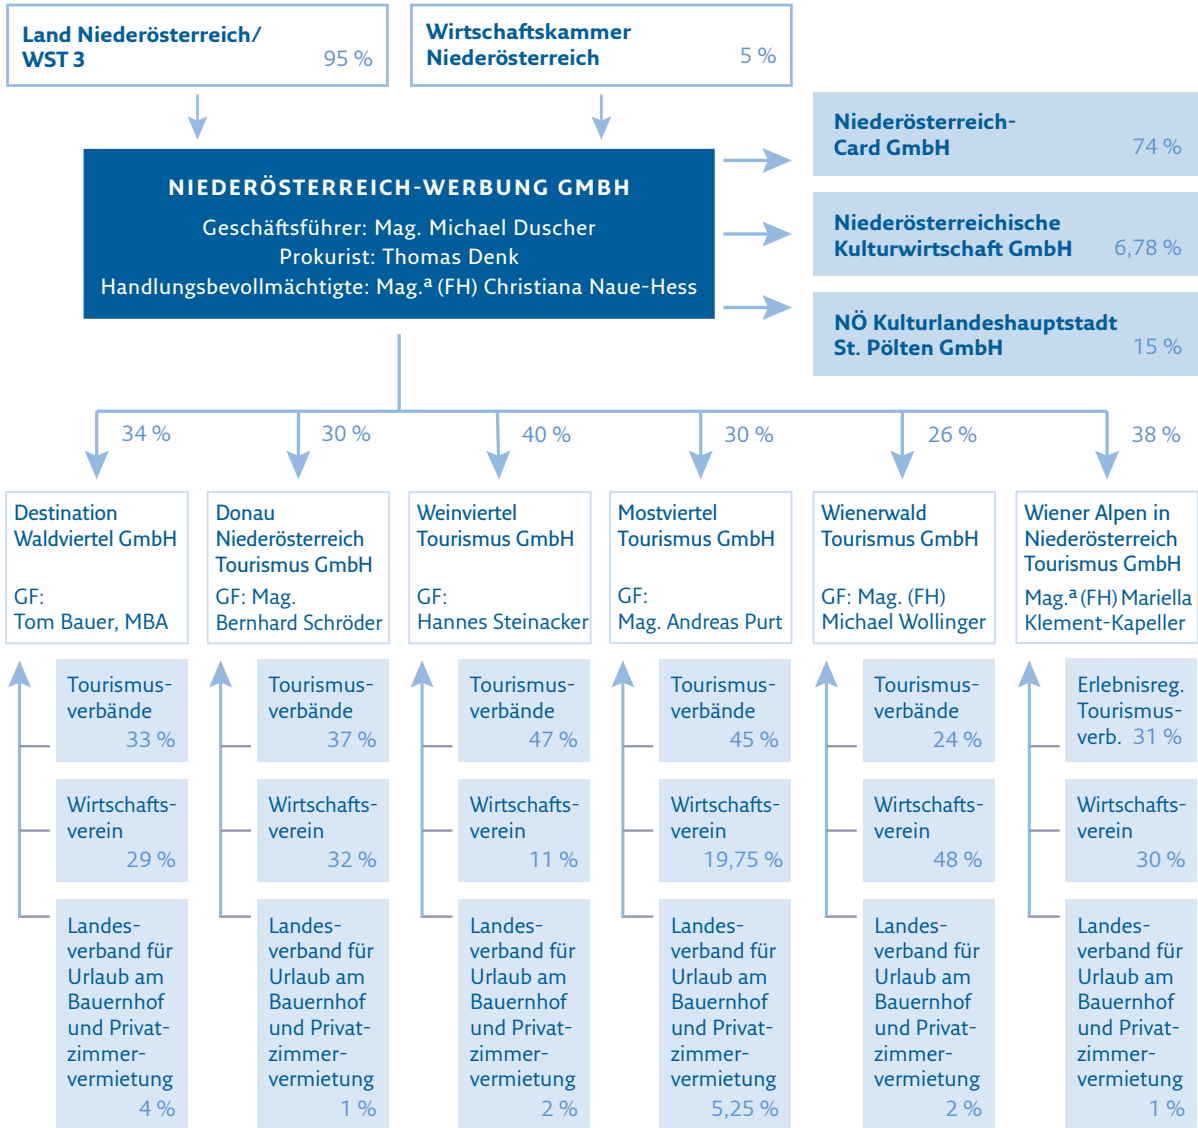 Land Niederösterreich/
WST 3 95 %
Wirtschaftskammer
Niederösterreich 5 %
NIEDERÖSTERREICH-WERBUNG GMBH
Geschäftsführer: Mag. Michael Duscher
Prokurist: Thomas Denk
Handlungsbevollmächtigte: Mag.ª (FH) Christiana Naue-Hess
Niederösterreich-
Card GmbH 74 %
Niederösterreichische
Kulturwirtschaft GmbH 6,78 %
NÖ Kulturlandeshauptstadt
St. Pölten GmbH 15 %
34 %
30 %
40 %
30 %
26 %
38 %
Destination
Waldviertel GmbH
GF:
Tom Bauer, MBA
Donau
Niederösterreich
Tourismus GmbH
GF: Mag.
Bernhard Schröder
Weinviertel
Tourismus GmbH
GF:
Hannes Steinacker
Mostviertel
Tourismus GmbH
GF:
Mag. Andreas Purt
Wienerwald
Tourismus GmbH
GF: Mag. (FH)
Michael Wollinger
Wiener Alpen in
Niederösterreich
Tourismus GmbH
Mag.ª (FH) Mariella
Klement-Kapeller
Tourismus-
verbände
33 %
Tourismus-
verbände
37 %
Tourismus-
verbände
47 %
Tourismus-
verbände
45 %
Tourismus-
verbände
24 %
Erlebnisreg.
Tourismus-
verb. 31 %
Wirtschafts-
verein
29 %
Wirtschafts-
verein
32 %
Wirtschafts-
verein
11 %
Wirtschafts-
verein
19,75 %
Wirtschafts-
verein
48 %
Wirtschafts-
verein
30 %
Landes-
verband für
Urlaub am
Bauernhof
und Privat-
zimmer-
vermietung
4 %
Landes-
verband für
Urlaub am
Bauernhof
und Privat-
zimmer-
vermietung
1 %
Landes-
verband für
Urlaub am
Bauernhof
und Privat-
zimmer-
vermietung
2 %
Landes-
verband für
Urlaub am
Bauernhof
und Privat-
zimmer-
vermietung
5,25 %
Landes-
verband für
Urlaub am
Bauernhof
und Privat-
zimmer-
vermietung
2 %
Landes-
verband für
Urlaub am
Bauernhof
und Privat-
zimmer-
vermietung
1 %